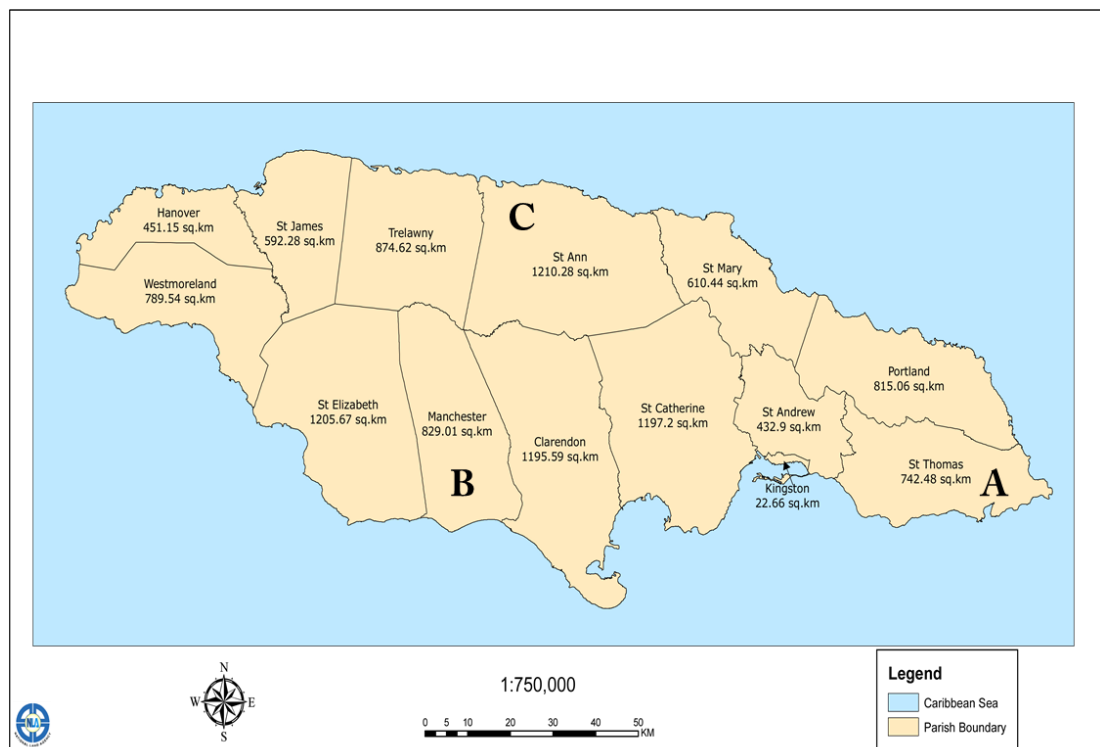 Hanover
451.15 sq.km
St James
592.28 sq.km
Trelawny
874.62 sq.km
C
St Ann
1210.28 sq.km
St Mary
610.44 sq.km
Westmoreland
789.54 sq.km
Portland
815.06 sq.km
St Elizabeth
1205.67 sq.km
Manchester
829.01 sq.km
B
Clarendon
1195.59 sq.km
St Catherine
1197.2 sq.km
St Andrew
432.9 sq.km
St Thomas
742.48 sq.km
A
Kingston
22.66 sq.km
N
W E
S
1:750,000
0 5 10 20 30 40 50
KM
Legend
Caribbean Sea
Parish Boundary
NLA
NATIONAL LAND AGENCY